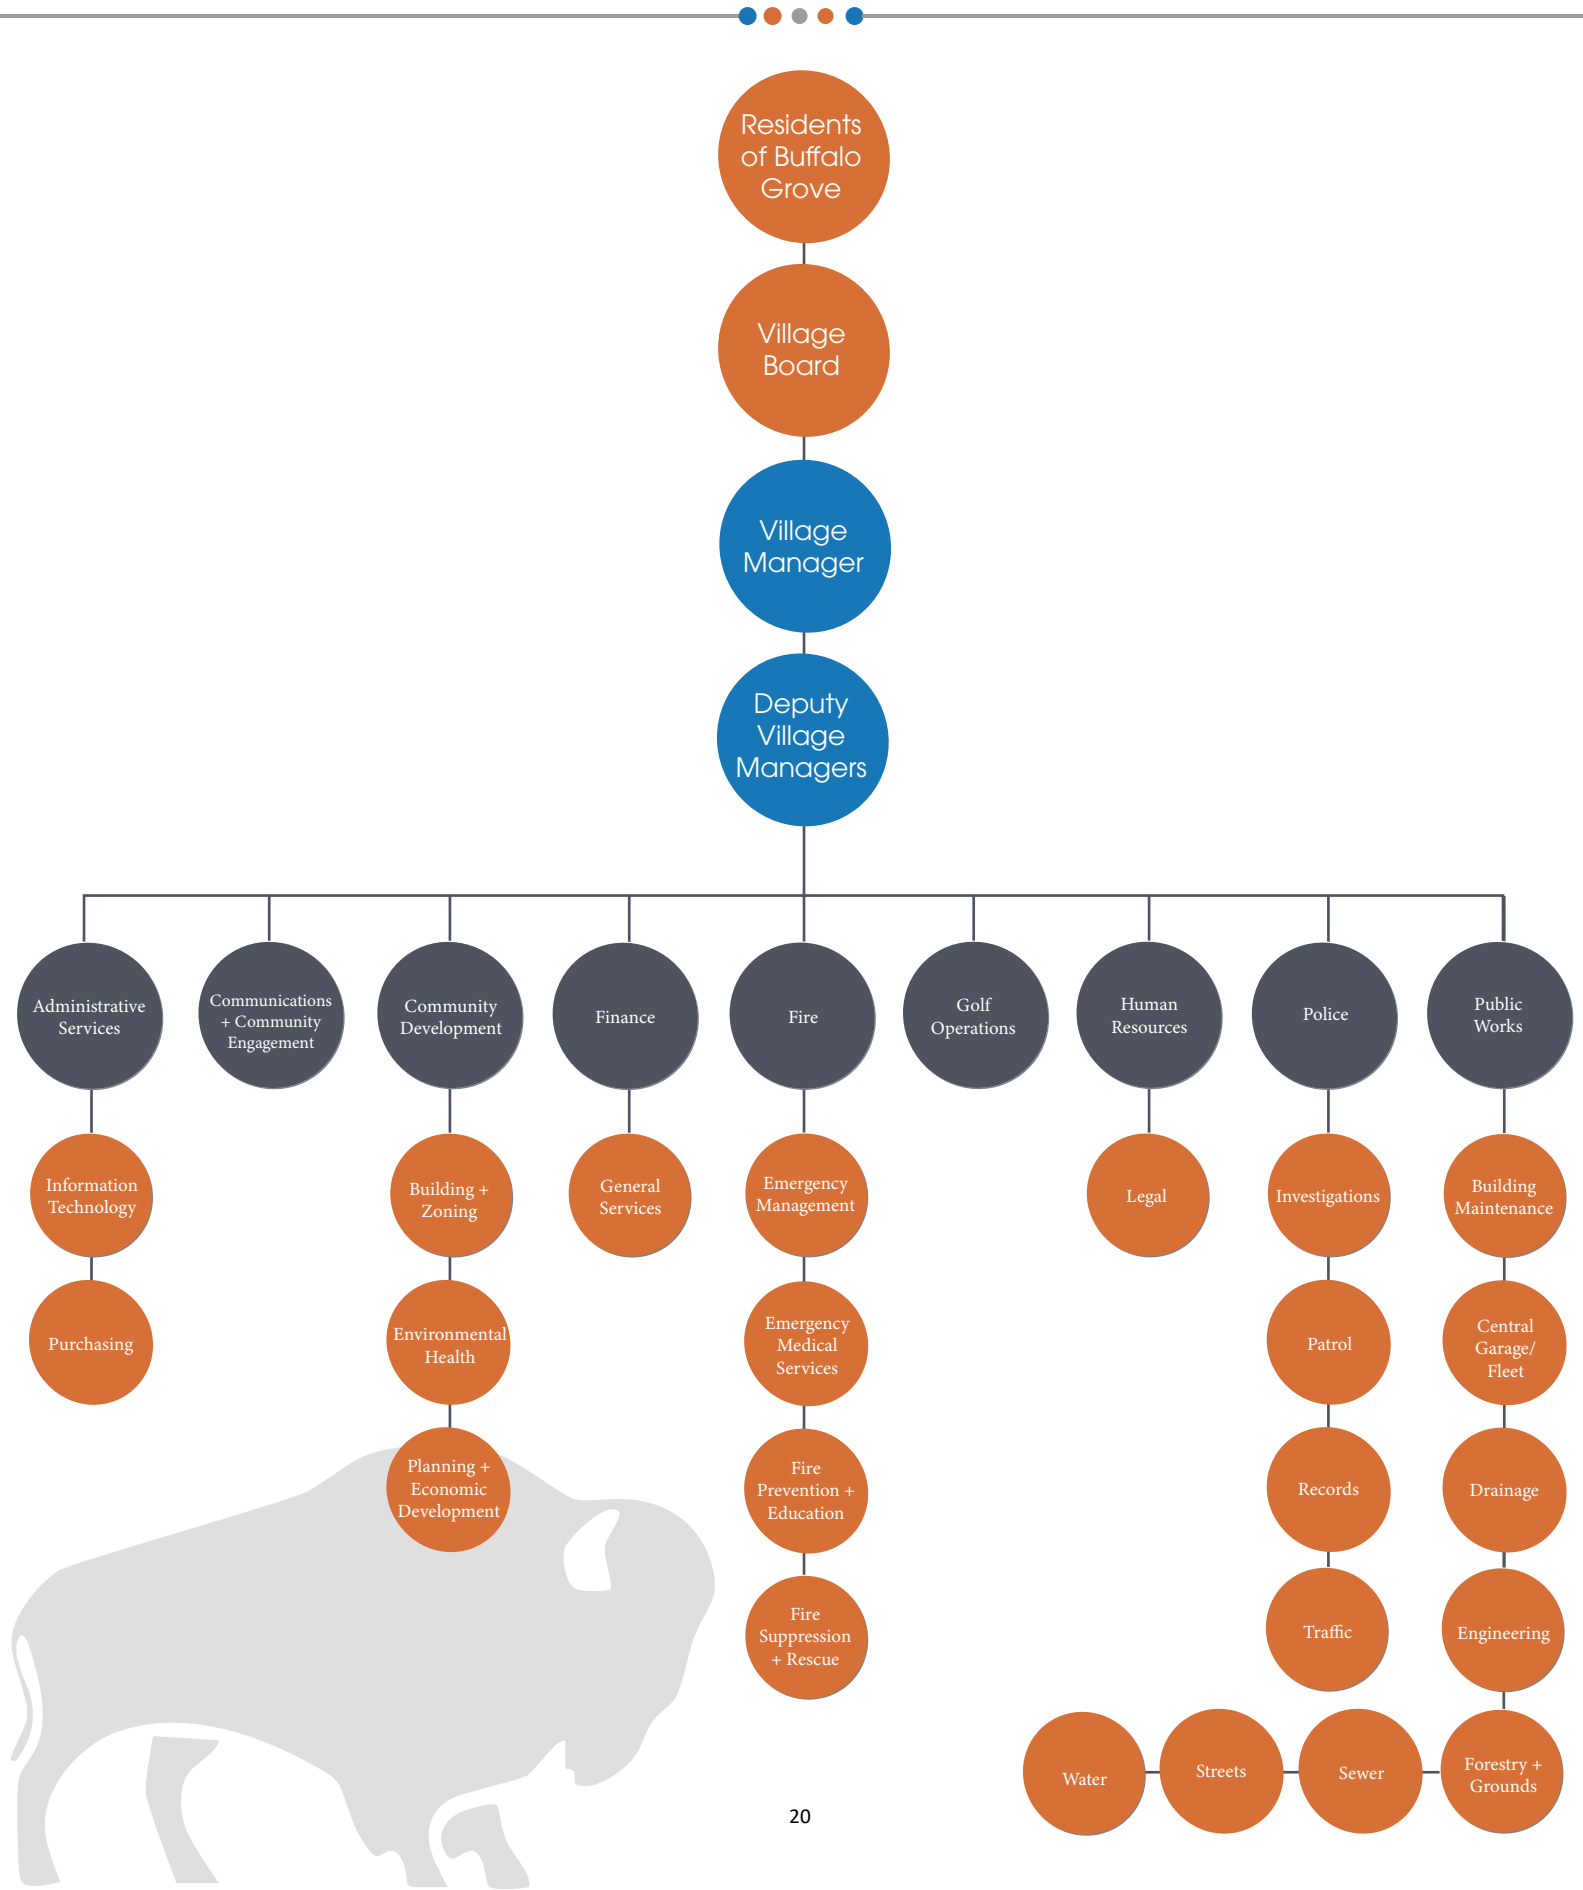 Residents
of Buffalo
Grove
Village
Board
Village
Manager
Deputy
Village
Managers
Administrative
Services
Communications
+ Community
Engagement
Community
Development
Finance
Fire
Golf
Operations
Human
Resources
Police
Public
Works
Information
Technology
Building +
Zoning
General
Services
Emergency
Management
Legal
Investigations
Building
Maintenance
Purchasing
Environmental
Health
Emergency
Medical
Services
Patrol
Central
Garage/
Fleet
Planning +
Economic
Development
Fire
Prevention +
Education
Records
Drainage
Fire
Suppression
+ Rescue
Traffic
Engineering
Water
Streets
Sewer
Forestry +
Grounds
20